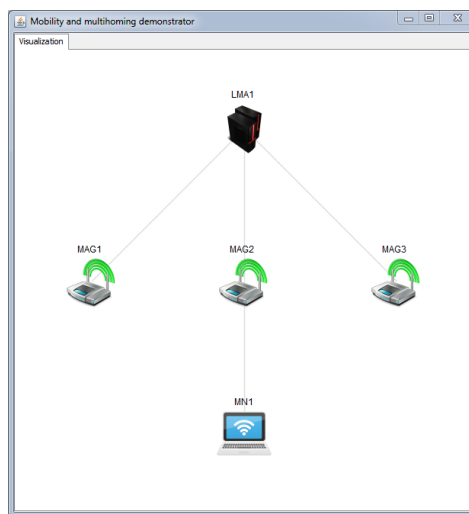 Mobility and multihoming demonstrator
Visualization
LMA1
MAG1
MAG2
MAG3
MN1